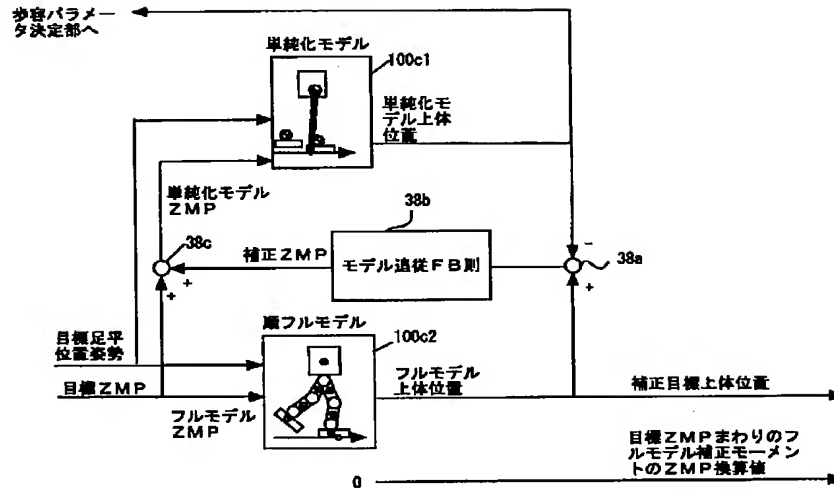 歩容パラメー
タ決定部へ
単純化モデル
100c1
単純化モ
デル上体
位置
単純化モデル
ZMP
38b
38c
補正ZMP
モデル追従FB則
-
38a
+
+
+
順フルモデル
100c2
目標足平
位置姿勢
目標ZMP
フルモデル
ZMP
フルモデル
上体位置
補正目標上体位置
目標ZMPまわりのフ
ルモデル補正モーメン
トのZMP換算値
0